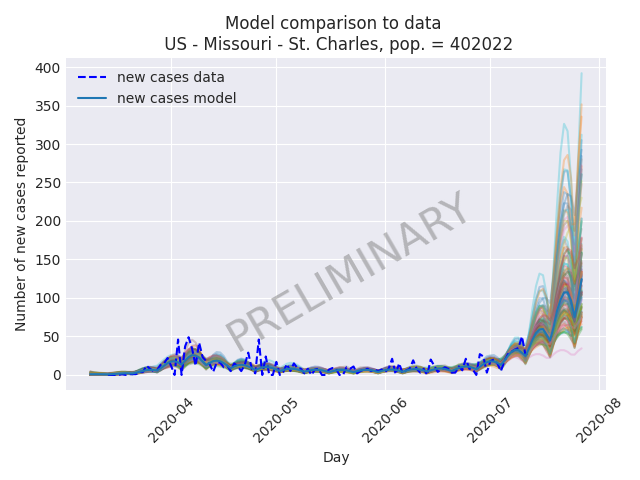 Model comparison to data
US - Missouri - St. Charles, pop. = 402022
new cases data
new cases model
Number of new cases reported
400
350
300
250
200
150
100
50
0
PRELIMINARY
2020-04
2020-05
2020-06
2020-07
2020-08
Day